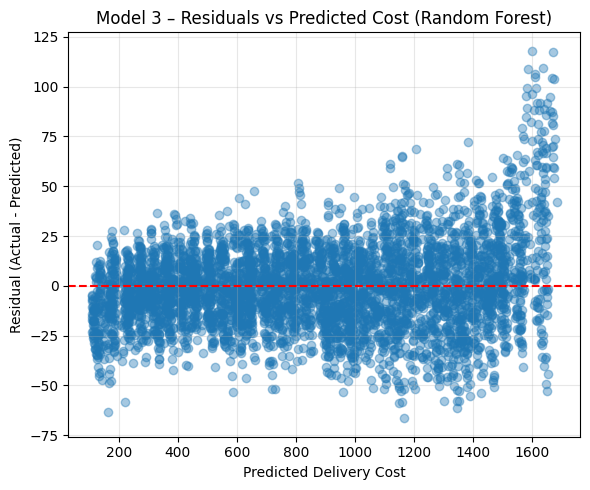 Model 3 – Residuals vs Predicted Cost (Random Forest)
Residual (Actual - Predicted)
125
100
75
50
25
0
−25
−50
−75
200 400 600 800 1000 1200 1400 1600
Predicted Delivery Cost